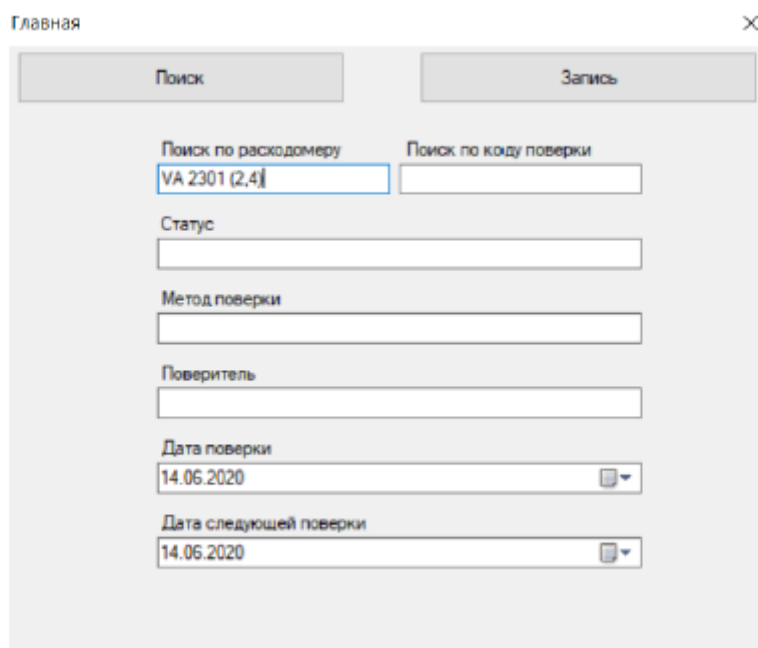 Главная
Поиск Запись
Поиск по расходомеру Поиск по коду поверки
VA 2301 (2,4)
Статус
Метод поверки
Поверитель
Дата поверки
14.06.2020
Дата следующей поверки
14.06.2020